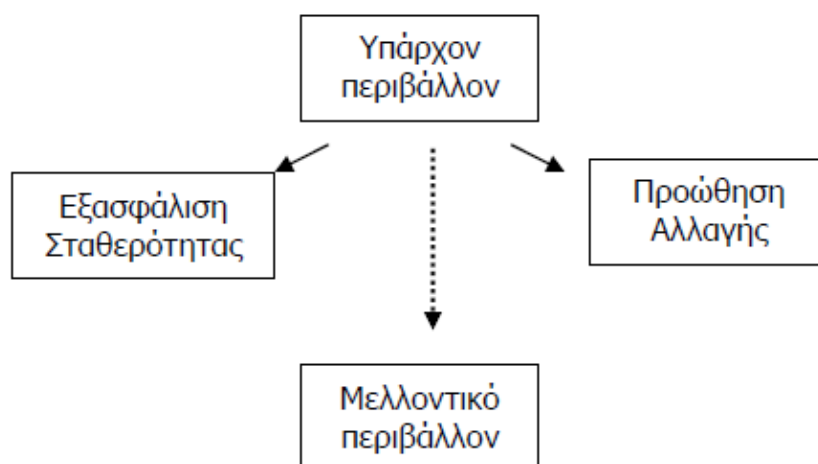 Υπάρχον
περιβάλλον
Εξασφάλιση
Σταθερότητας
Προώθηση
Αλλαγής
Μελλοντικό
περιβάλλον